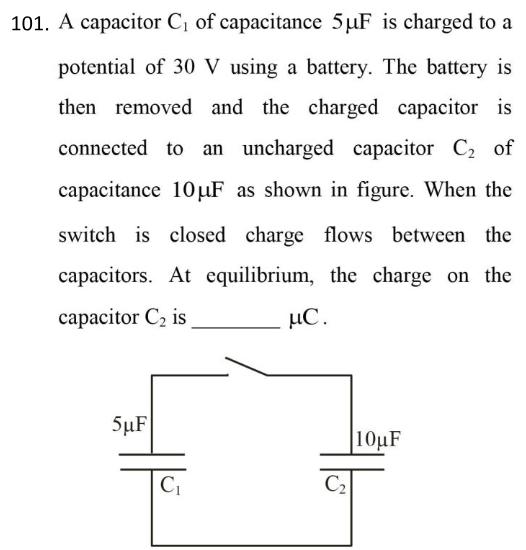 101. A capacitor C₁ of capacitance 5µF is charged to a
potential of 30 V using a battery. The battery is
then removed and the charged capacitor is
connected to an uncharged capacitor C₂ of
capacitance 10µF as shown in figure. When the
switch is closed charge flows between the
capacitors. At equilibrium, the charge on the
capacitor C₂ is ________ µC.
5µF
10µF
C₁
C₂